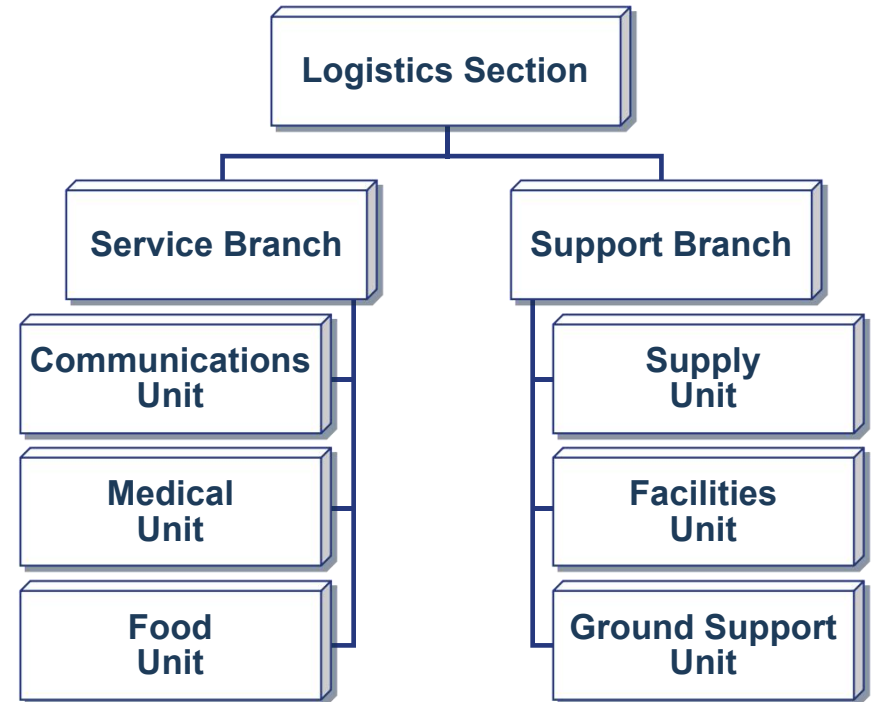 Logistics Section
Service Branch
Communications
Unit
Medical
Unit
Food
Unit
Support Branch
Supply
Unit
Facilities
Unit
Ground Support
Unit